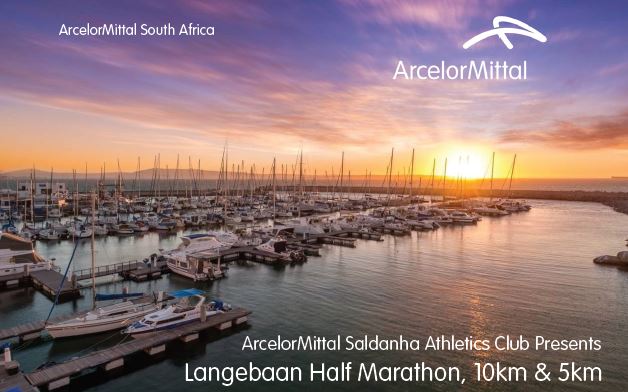 ArcelorMittal South Africa
ArcelorMittal
ArcelorMittal Saldanha Athletics Club Presents
Langebaan Half Marathon, 10km & 5km